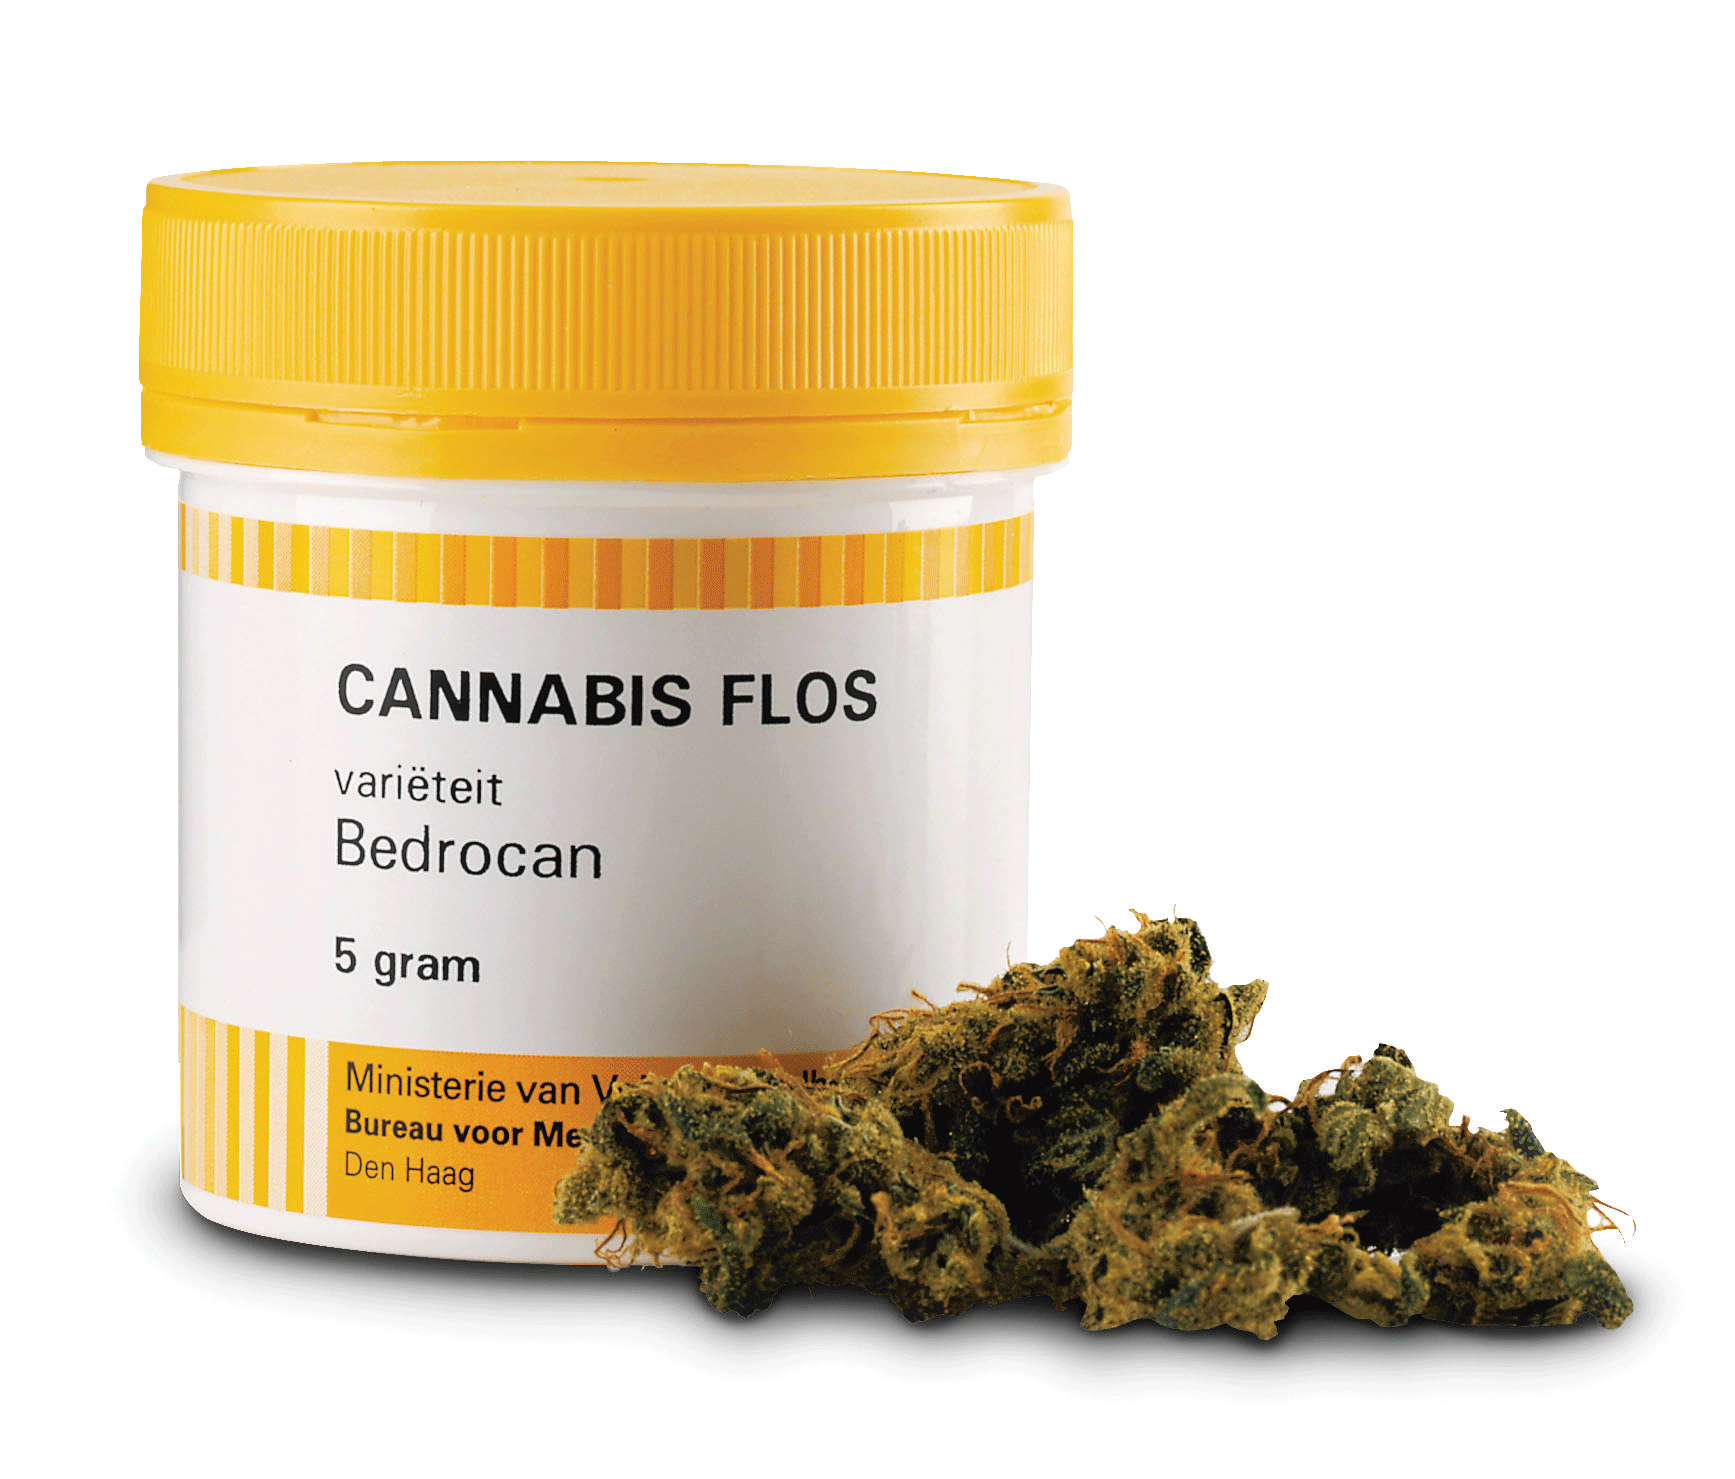 CANNABIS FLOS
variëteit
Bedrocan
5 gram
Ministerie van
Bureau voor
Den Haag